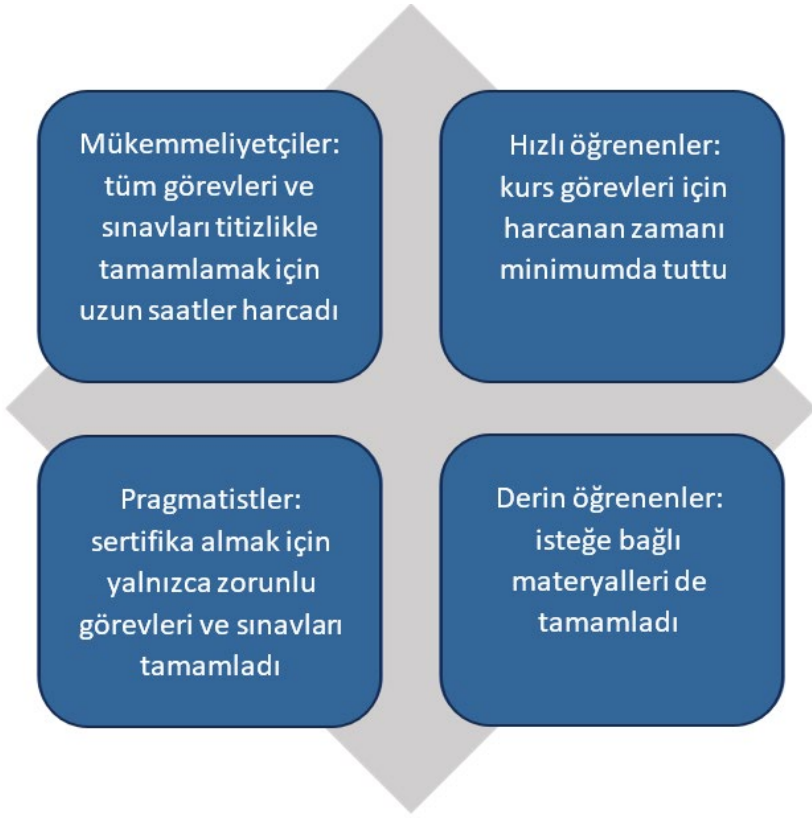 Mükemmeliyetçiler:
tüm görevleri ve
sınavları titizlikle
tamamlamak için
uzun saatler harcadı
Hızlı öğrenenler:
kurs görevleri için
harcanan zamanı
minimumda tuttu
Pragmatistler:
sertifika almak için
yalnızca zorunlu
görevleri ve sınavları
tamamladı
Derin öğrenenler:
isteğe bağlı
materyalleri de
tamamladı